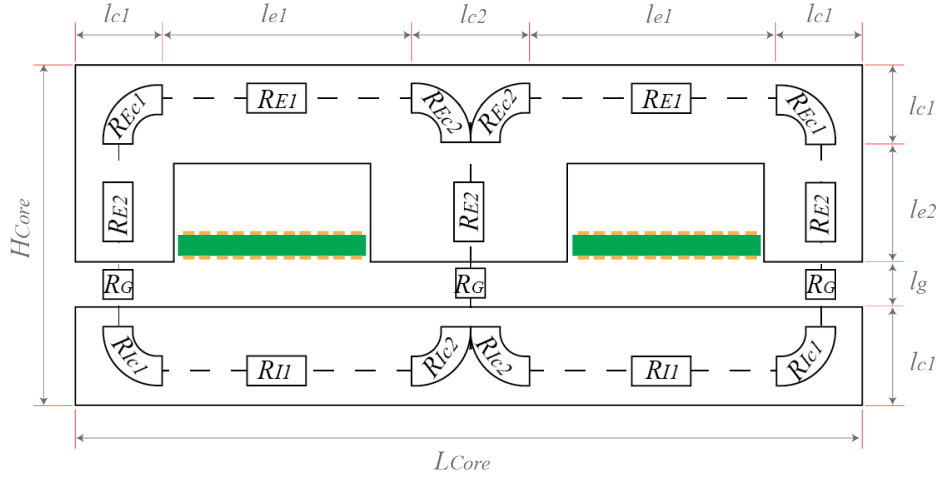 lc1 le1 lc2 le1 lc1
RE1 RE1
REc1 REc2 REc2 REc1
lc1
RE2 RE2 RE2
le2
HCore
RG RG RG
lg
RIc1 RIc2 RIc2 RIc1
RI1 RI1
lc1
LCore